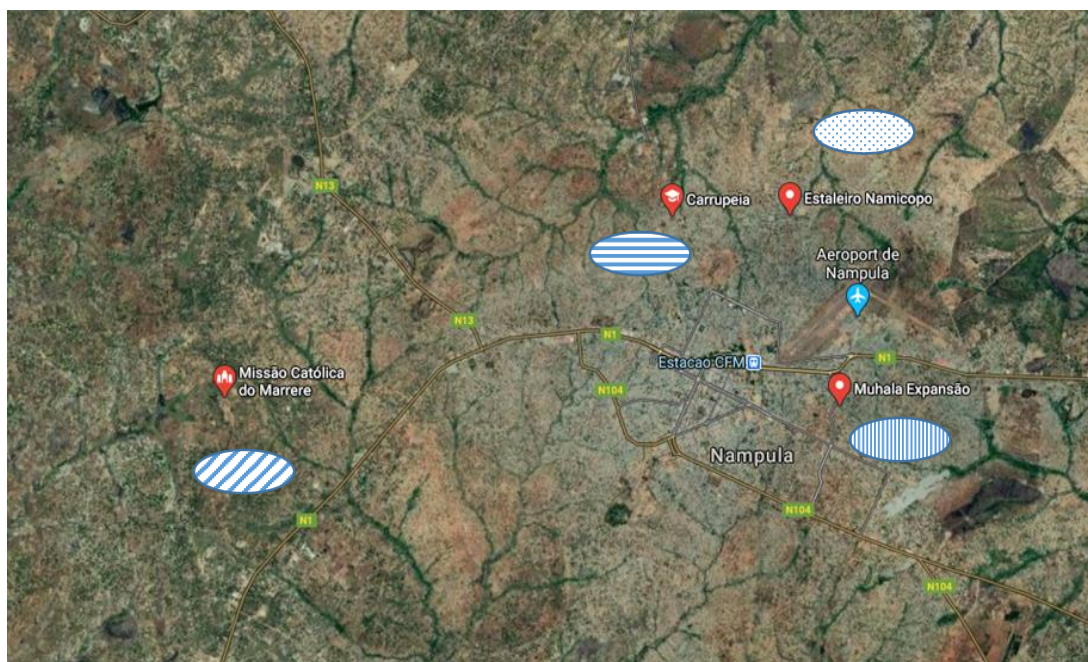 N13
Carrupeia
Estaleiro Namicopo
Aeroport de
Nampula
N13
N1
Estacao CFM
N1
Missão Católica
do Marrere
N104
Muhala Expansão
Nampula
N104
N1
N104